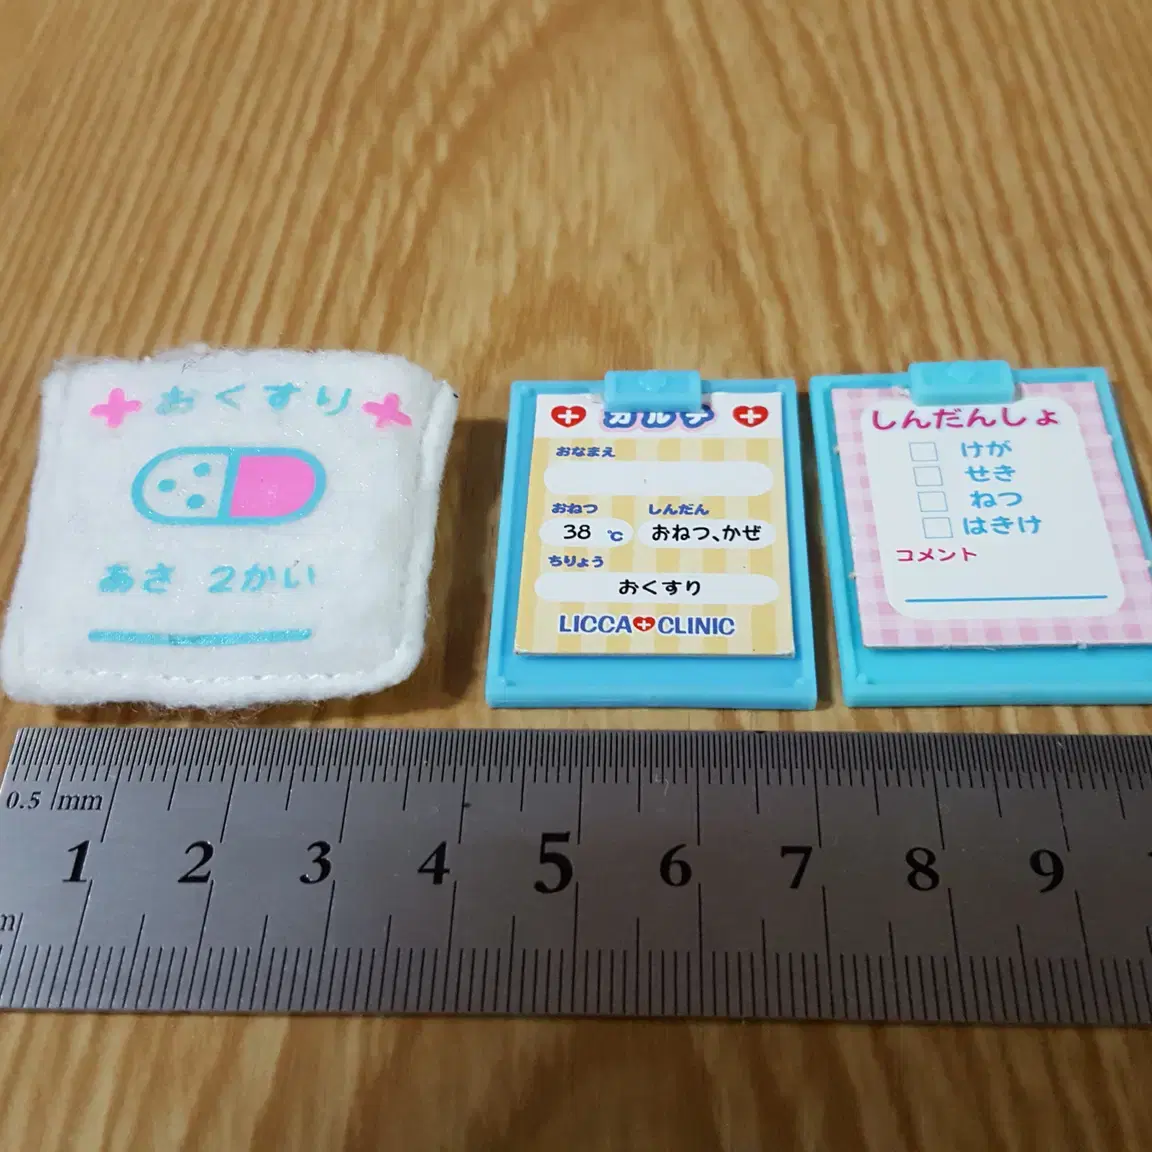 おくすり
あさ 2かい
カルテ
おなまえ
おねつ しんだん
38 ℃ おねつ、かぜ
ちりょう
おくすり
LICCA CLINIC
しんだんしょ
けが
せき
ねつ
はきけ
コメント
0.5 mm
1 2 3 4 5 6 7 8 9